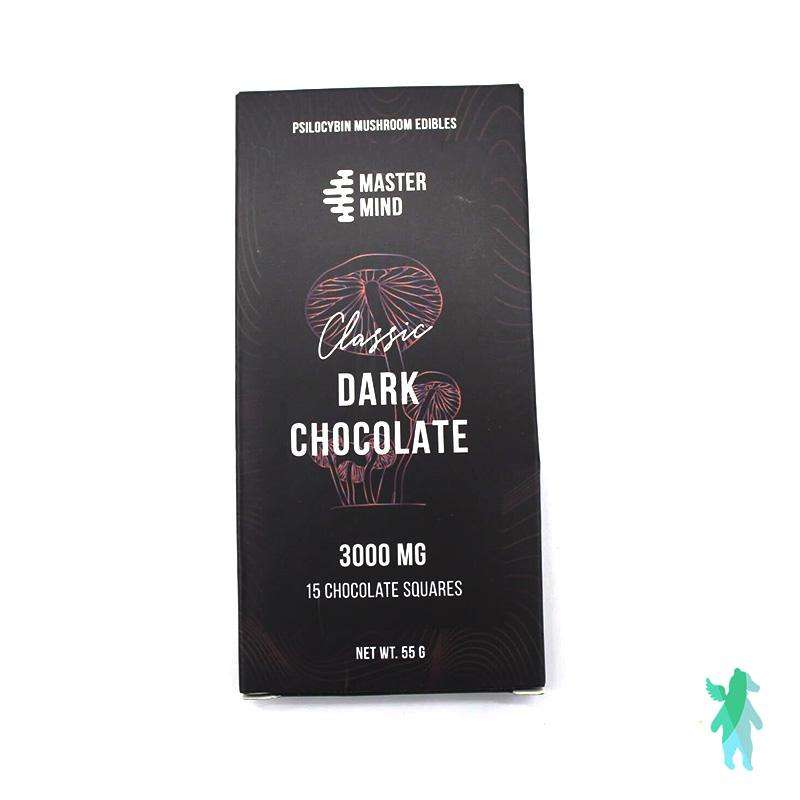 PSILOCYBIN MUSHROOM EDIBLES
MASTER
MIND
Classic
DARK
CHOCOLATE
3000 MG
15 CHOCOLATE SQUARES
NET WT. 55 G